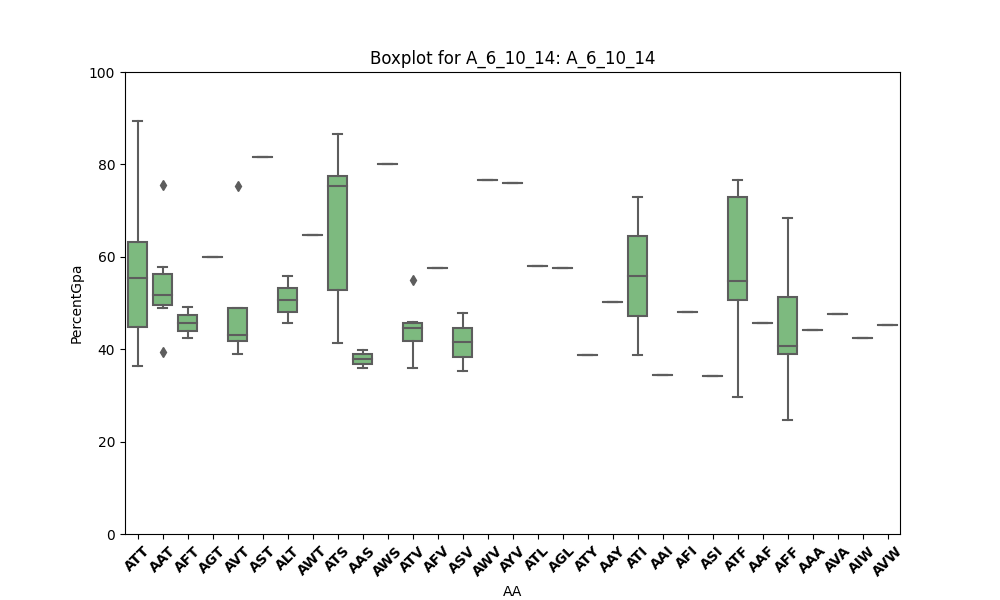 Boxplot for A_6_10_14: A_6_10_14
100
80
60
40
20
0
PercentGpa
ATT AAT AFT AGT AVT AST ALT AWT ATS AAS AWS ATV AFV ASV AWV AYV ATL AGL ATY AAY ATI AAI AFI ASI ATF AAF AFF AAA AVA AIW AVW
AA